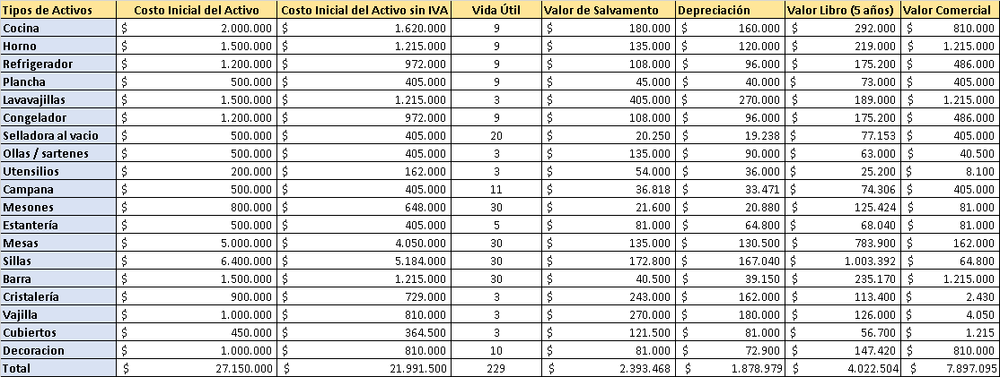 Tipos de Activos Costo Inicial del Activo Costo Inicial del Activo sin IVA Vida Útil Valor de Salvamento Depreciación Valor Libro (5 años) Valor Comercial
Cocina $ 2.000.000 $ 1.620.000 9 $ 180.000 $ 160.000 $ 292.000 $ 810.000
Horno $ 1.500.000 $ 1.215.000 9 $ 135.000 $ 120.000 $ 219.000 $ 1.215.000
Refrigerador $ 1.200.000 $ 972.000 9 $ 108.000 $ 96.000 $ 175.200 $ 486.000
Plancha $ 500.000 $ 405.000 9 $ 45.000 $ 40.000 $ 73.000 $ 405.000
Lavavajillas $ 1.500.000 $ 1.215.000 3 $ 405.000 $ 270.000 $ 189.000 $ 1.215.000
Congelador $ 1.200.000 $ 972.000 9 $ 108.000 $ 96.000 $ 175.200 $ 486.000
Selladora al vacio $ 500.000 $ 405.000 20 $ 20.250 $ 19.238 $ 77.153 $ 405.000
Ollas / sartenes $ 500.000 $ 405.000 3 $ 135.000 $ 90.000 $ 63.000 $ 40.500
Utensilios $ 200.000 $ 162.000 3 $ 54.000 $ 36.000 $ 25.200 $ 8.100
Campana $ 500.000 $ 405.000 11 $ 36.818 $ 33.471 $ 74.306 $ 405.000
Mesones $ 800.000 $ 648.000 30 $ 21.600 $ 20.880 $ 125.424 $ 81.000
Estantería $ 500.000 $ 405.000 5 $ 81.000 $ 64.800 $ 68.040 $ 81.000
Mesas $ 5.000.000 $ 4.050.000 30 $ 135.000 $ 130.500 $ 783.900 $ 162.000
Sillas $ 6.400.000 $ 5.184.000 30 $ 172.800 $ 167.040 $ 1.003.392 $ 64.800
Barra $ 1.500.000 $ 1.215.000 30 $ 40.500 $ 39.150 $ 235.170 $ 1.215.000
Cristalería $ 900.000 $ 729.000 3 $ 243.000 $ 162.000 $ 113.400 $ 2.430
Vajilla $ 1.000.000 $ 810.000 3 $ 270.000 $ 180.000 $ 126.000 $ 4.050
Cubiertos $ 450.000 $ 364.500 3 $ 121.500 $ 81.000 $ 56.700 $ 1.215
Decoracion $ 1.000.000 $ 810.000 10 $ 81.000 $ 72.900 $ 147.420 $ 810.000
Total $ 27.150.000 $ 21.991.500 229 $ 2.393.468 $ 1.878.979 $ 4.022.504 $ 7.897.095